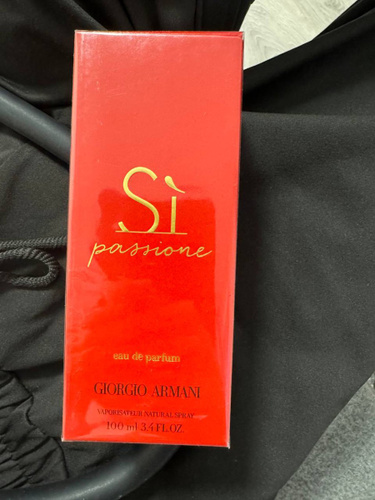 Sì
passione
eau de parfum
GIORGIO ARMANI
VAPORISATEUR NATURAL SPRAY
100 ml 3.4 FL.OZ.